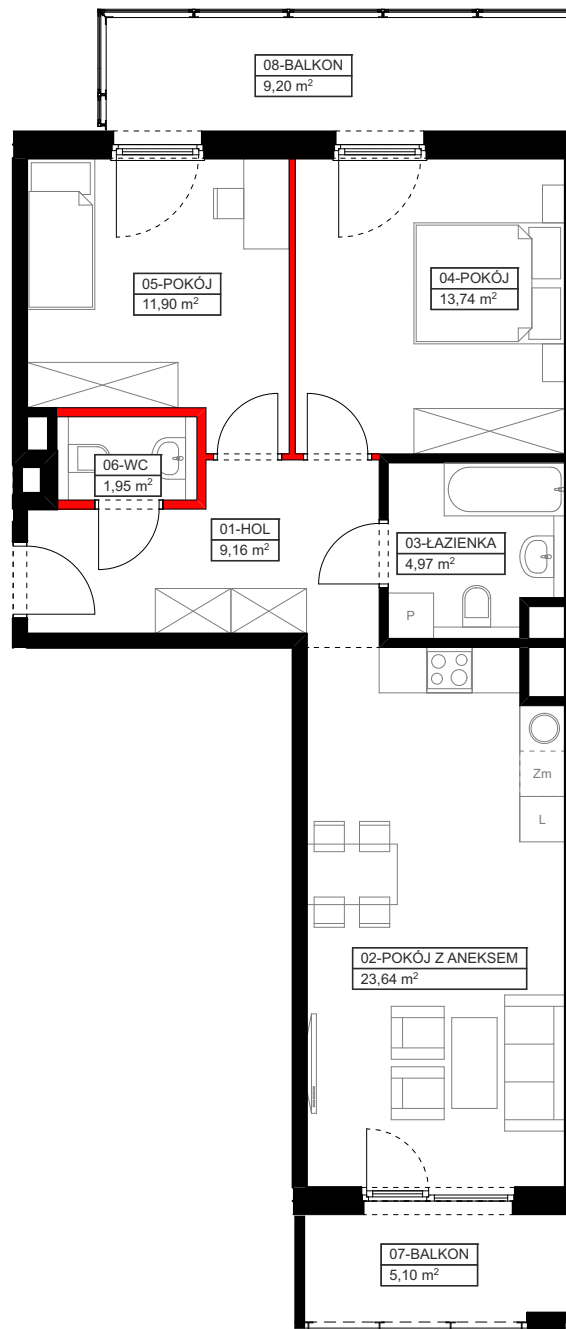 08-BALKON
9,20 m²
05-POKÓJ
11,90 m²
04-POKÓJ
13,74 m²
06-WC
1,95 m²
01-HOL
9,16 m²
03-ŁAZIENKA
4,97 m²
P
Zm
L
02-POKÓJ Z ANEKSEM
23,64 m²
07-BALKON
5,10 m²